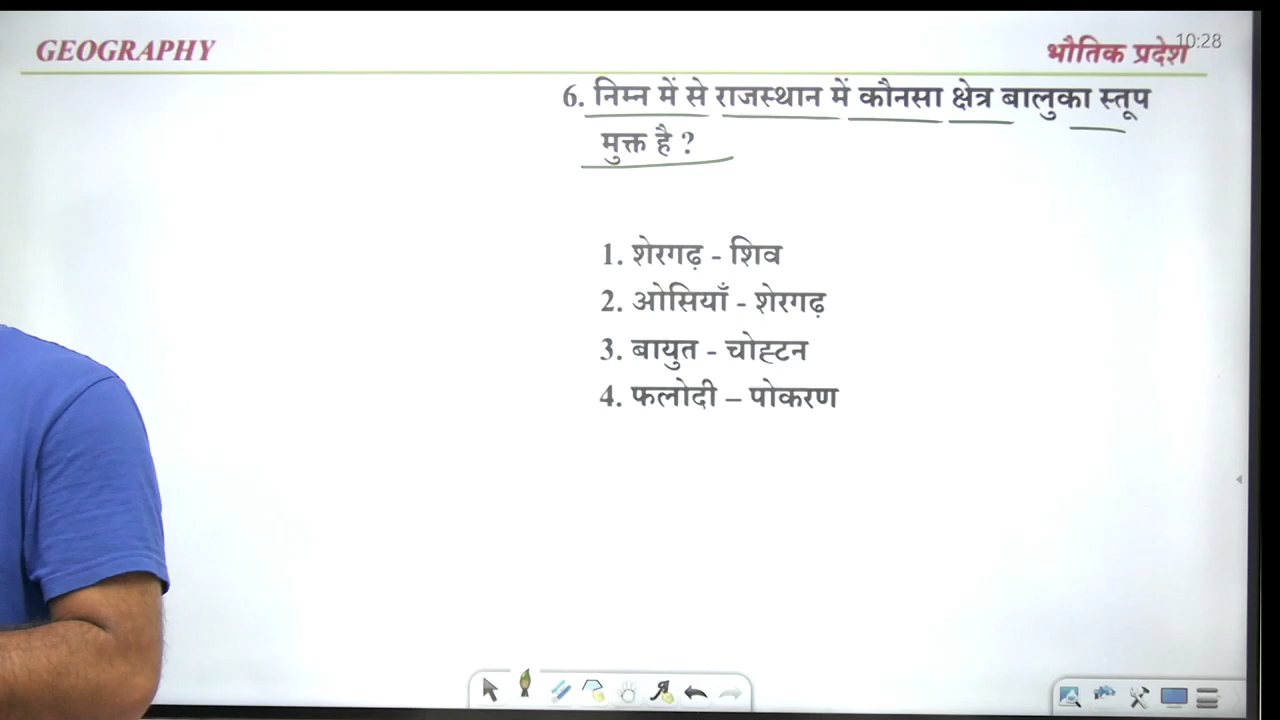 GEOGRAPHY
भौतिक प्रदेश
10:28
6. निम्न में से राजस्थान में कौनसा क्षेत्र बालुका स्तूप
मुक्त है ?
1. शेरगढ़ - शिव
2. ओसियाँ - शेरगढ़
3. बायुत - चोह्टन
4. फलोदी – पोकरण